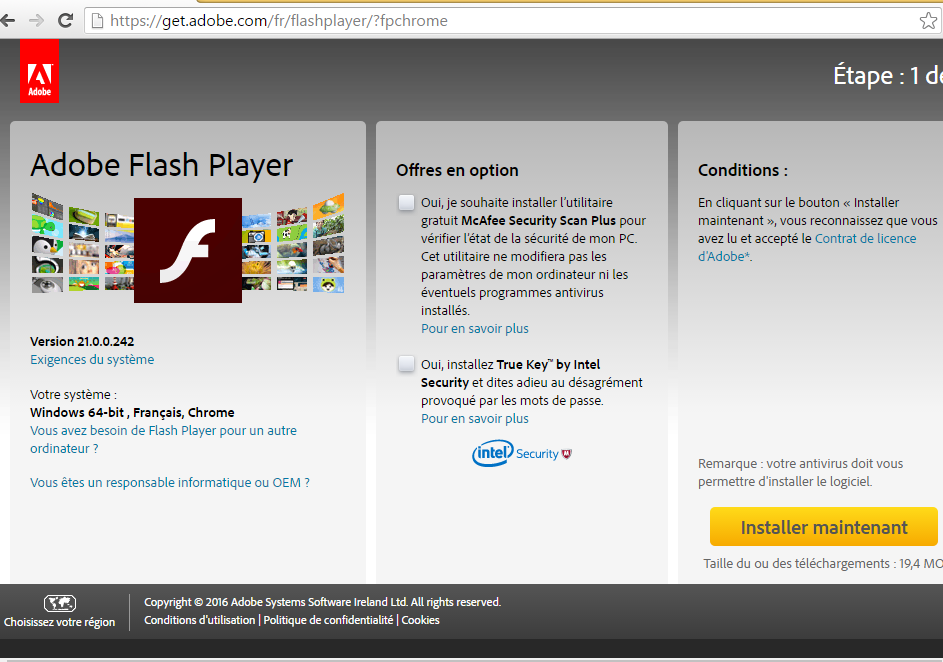 https://get.adobe.com/fr/flashplayer/?fpchrome
Adobe
Étape : 1 de
Adobe Flash Player
Version 21.0.0.242
Exigences du système
Votre système :
Windows 64-bit , Français, Chrome
Vous avez besoin de Flash Player pour un autre
ordinateur ?
Vous êtes un responsable informatique ou OEM ?
Offres en option
Oui, je souhaite installer l'utilitaire
gratuit McAfee Security Scan Plus pour
vérifier l'état de la sécurité de mon PC.
Cet utilitaire ne modifiera pas les
paramètres de mon ordinateur ni les
éventuels programmes antivirus
installés.
Pour en savoir plus
Oui, installez True Key™ by Intel
Security et dites adieu au désagrément
provoqué par les mots de passe.
Pour en savoir plus
intel Security
Conditions :
En cliquant sur le bouton « Installer
maintenant », vous reconnaissez que vous
avez lu et accepté le Contrat de licence
d'Adobe*.
Remarque : votre antivirus doit vous
permettre d'installer le logiciel.
Installer maintenant
Taille du ou des téléchargements : 19,4 MO
Choisissez votre région
Copyright © 2016 Adobe Systems Software Ireland Ltd. All rights reserved.
Conditions d'utilisation | Politique de confidentialité | Cookies